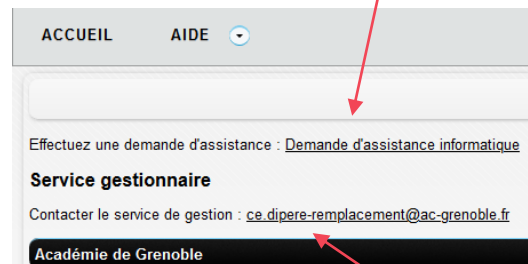 ACCUEIL AIDE
Effectuez une demande d'assistance : Demande d'assistance informatique
Service gestionnaire
Contacter le service de gestion : ce.dipere-remplacement@ac-grenoble.fr
Académie de Grenoble